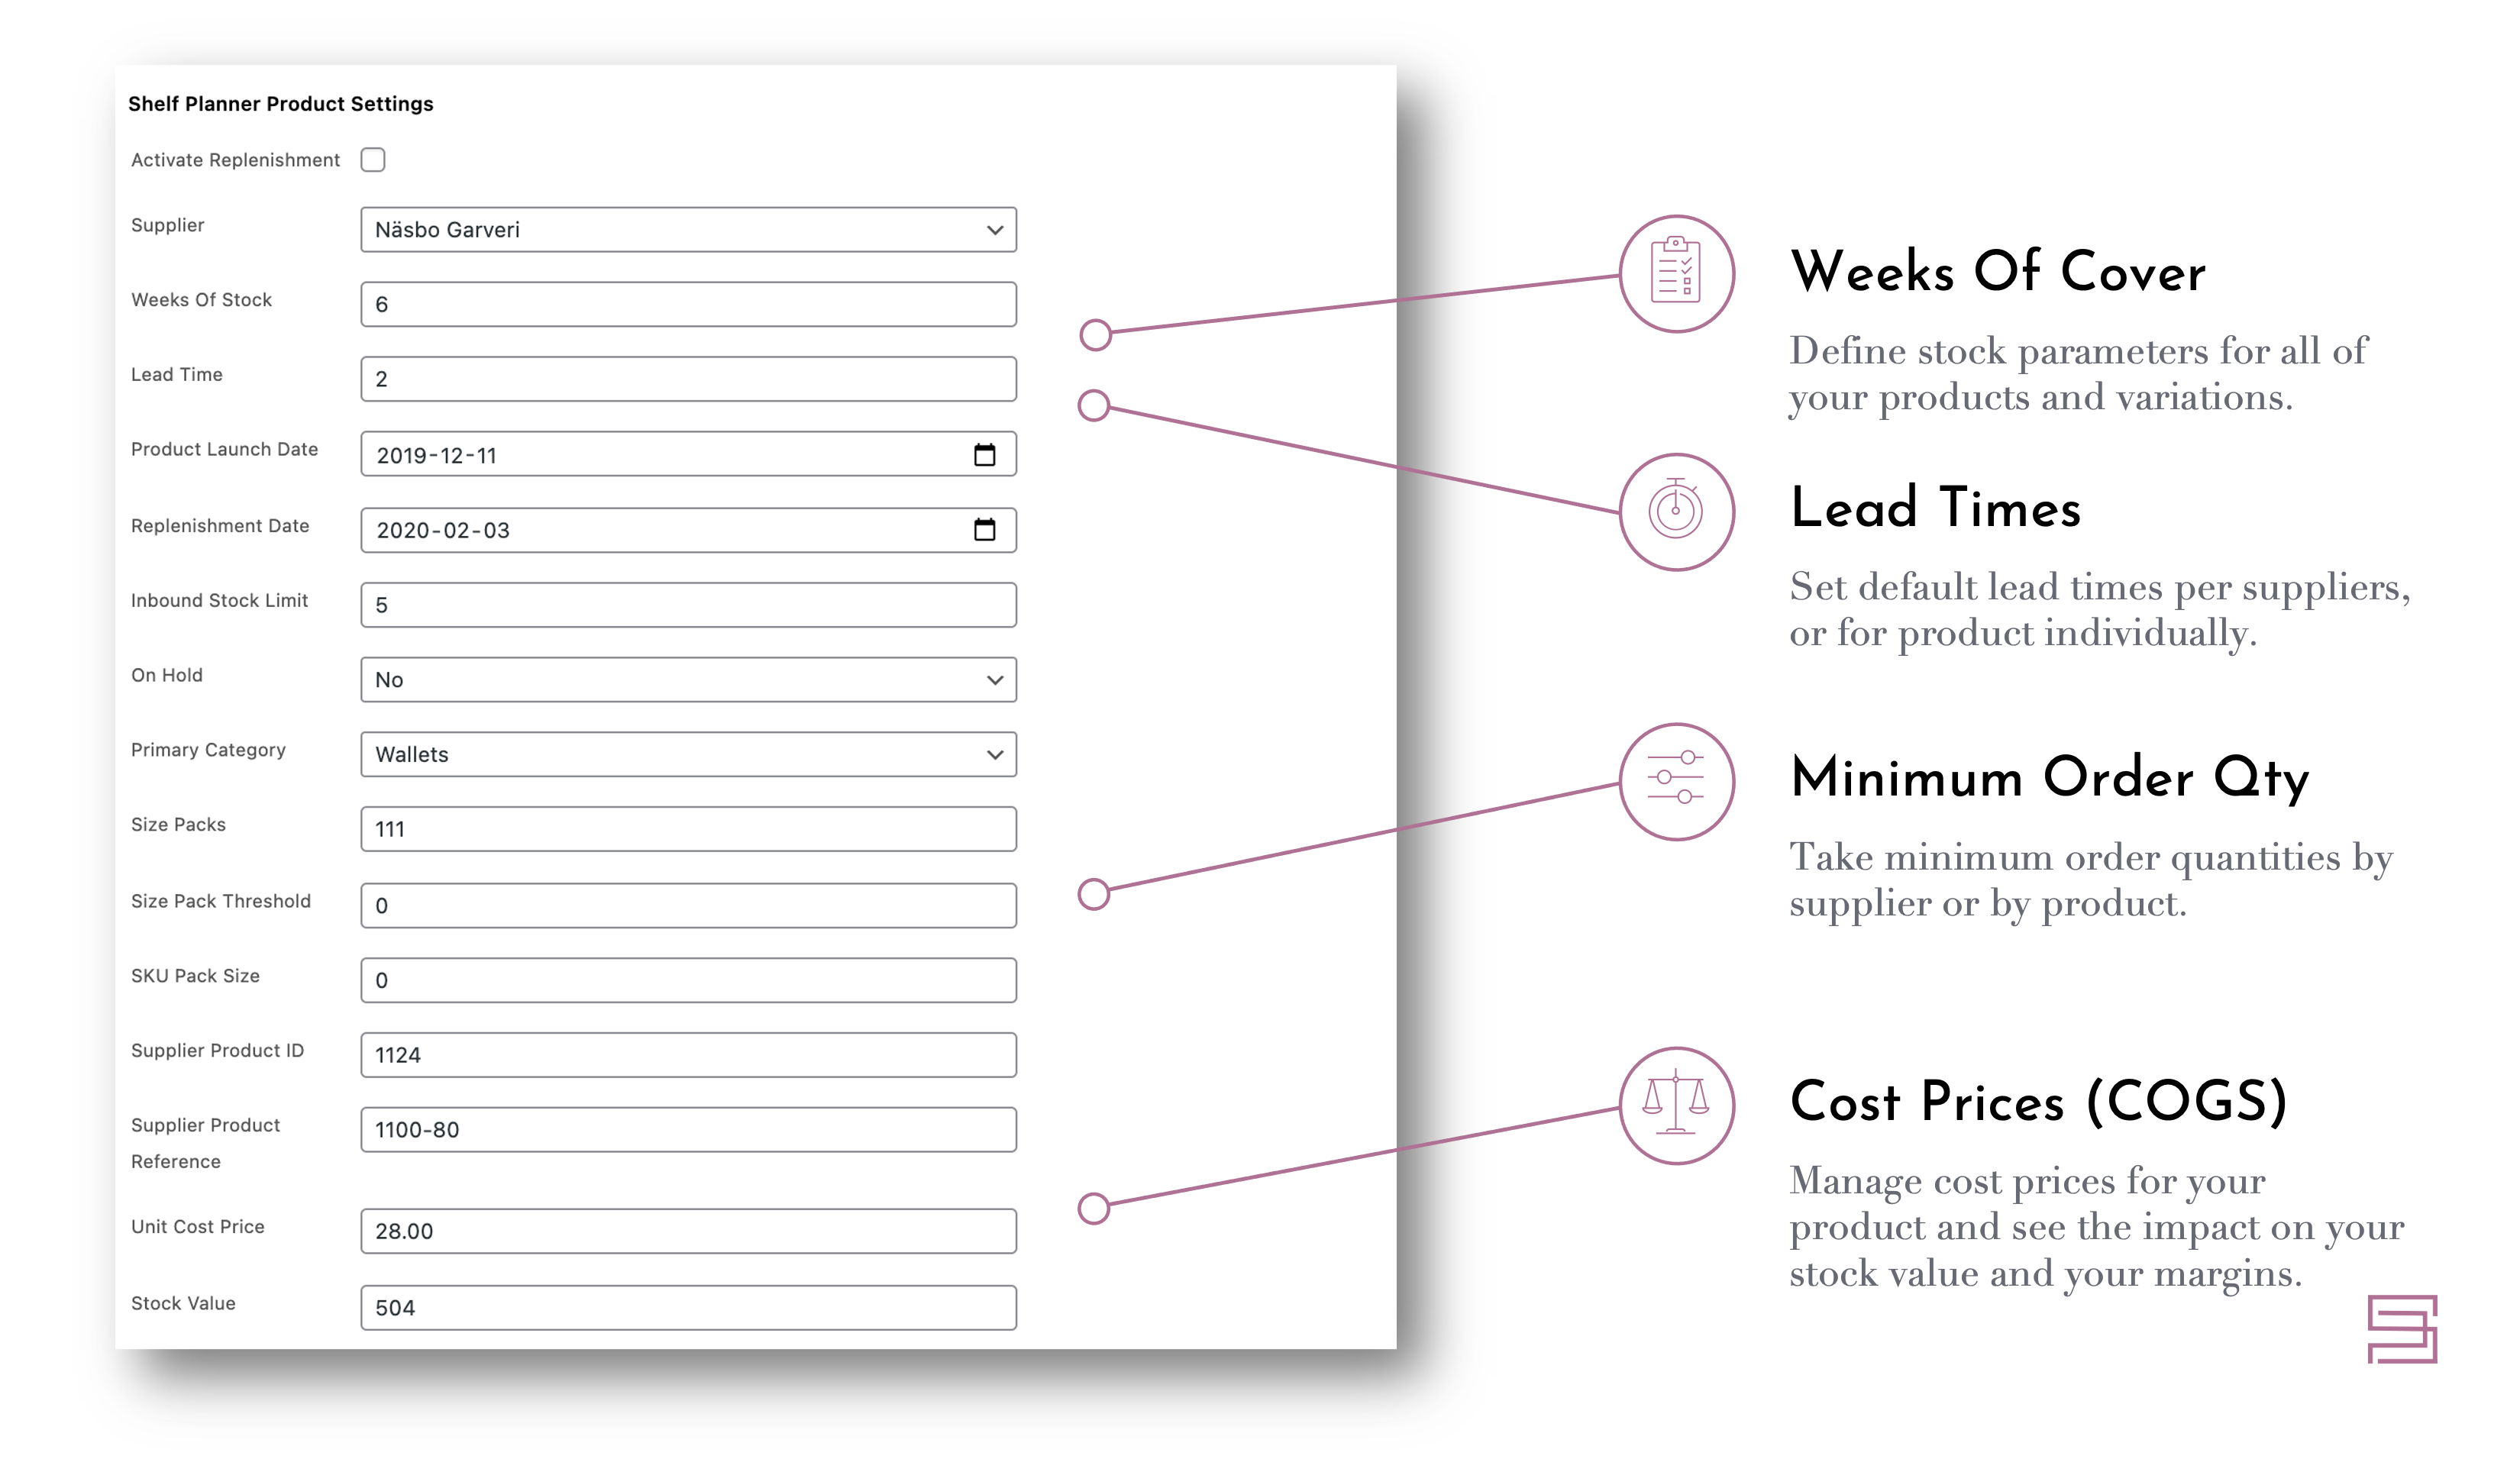 Shelf Planner Product Settings
Activate Replenishment
Supplier
Näsbo Garveri
Weeks Of Stock
6
Lead Time
2
Product Launch Date
2019-12-11
Replenishment Date
2020-02-03
Inbound Stock Limit
5
On Hold
No
Primary Category
Wallets
Size Packs
111
Size Pack Threshold
0
SKU Pack Size
0
Supplier Product ID
1124
Supplier Product
Reference
1100-80
Unit Cost Price
28.00
Stock Value
504
Weeks Of Cover
Define stock parameters for all of
your products and variations.
Lead Times
Set default lead times per suppliers,
or for product individually.
Minimum Order Qty
Take minimum order quantities by
supplier or by product.
Cost Prices (COGS)
Manage cost prices for your
product and see the impact on your
stock value and your margins.